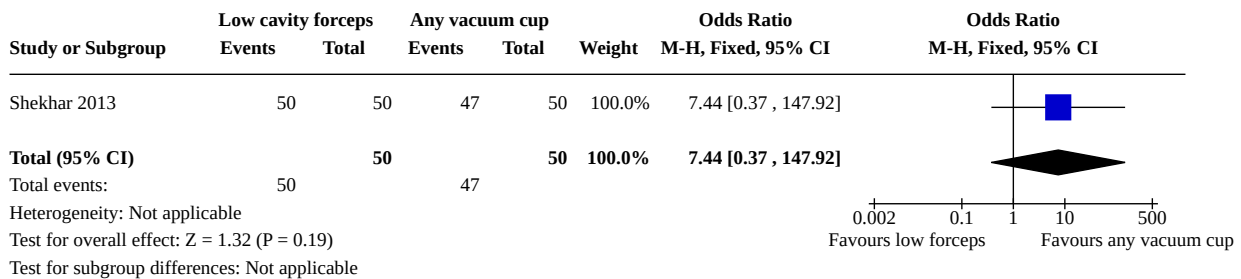 Low cavity forceps Any vacuum cup Odds Ratio Odds Ratio
Study or Subgroup Events Total Events Total Weight M-H, Fixed, 95% CI M-H, Fixed, 95% CI
Shekhar 2013 50 50 47 50 100.0% 7.44 [0.37 , 147.92]
Total (95% CI) 50 50 100.0% 7.44 [0.37 , 147.92]
Total events: 50 47
Heterogeneity: Not applicable
0.002 0.1 1 10 500
Test for overall effect: Z = 1.32 (P = 0.19) Favours low forceps Favours any vacuum cup
Test for subgroup differences: Not applicable